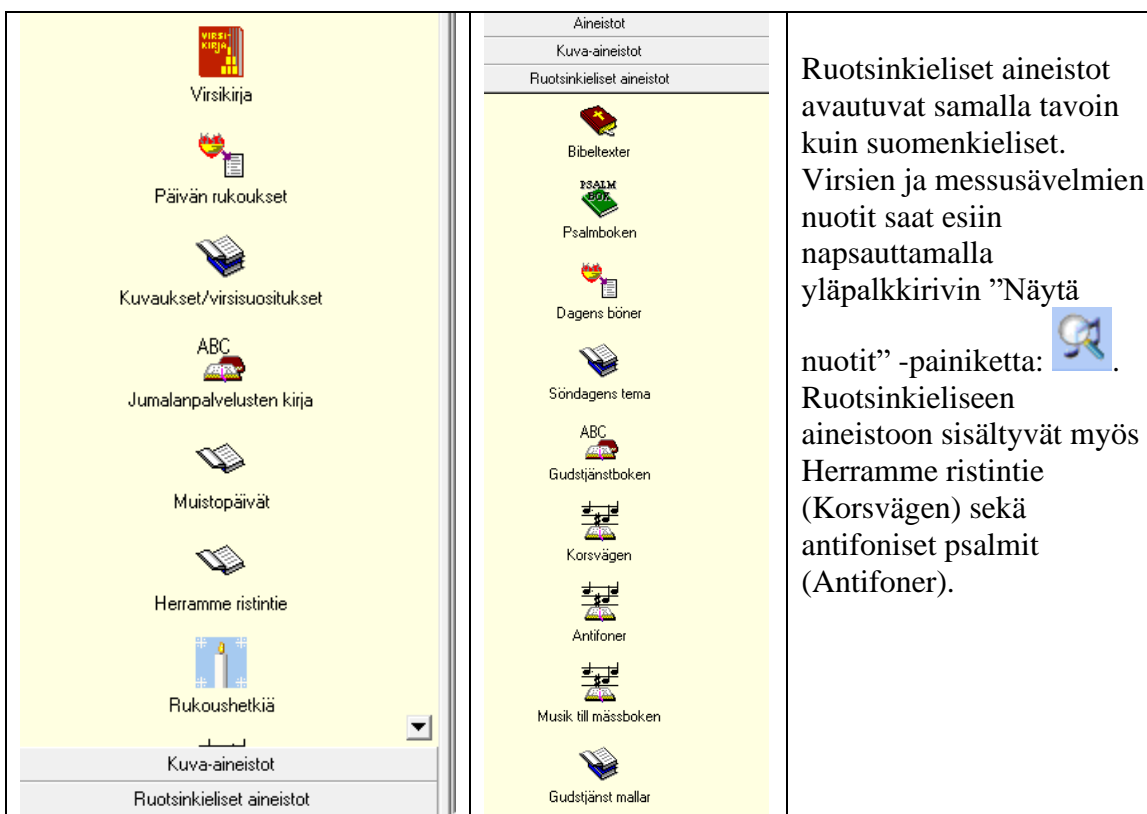 VIRSI-
KIRJA
Virsikirja
Päivän rukoukset
Kuvaukset/virsisuositukset
ABC
Jumalanpalvelusten kirja
Muistopäivät
Herramme ristintie
Rukoushetkiä
Kuva-aineistot
Ruotsinkieliset aineistot
Aineistot
Kuva-aineistot
Ruotsinkieliset aineistot
Bibeltexter
PSALM
BOK
Psalmboken
Dagens böner
Söndagens tema
ABC
Gudstjänstboken
Korsvägen
Antifoner
Musik till mässboken
Gudstjänst mallar
Ruotsinkieliset aineistot
avautuvat samalla tavoin
kuin suomenkieliset.
Virsien ja messusävelmien
nuotit saat esiin
napsauttamalla
yläpalkkirivin ”Näytä
nuotit” -painiketta: .
Ruotsinkieliseen
aineistoon sisältyvät myös
Herramme ristintie
(Korsvägen) sekä
antifoniset psalmit
(Antifoner).